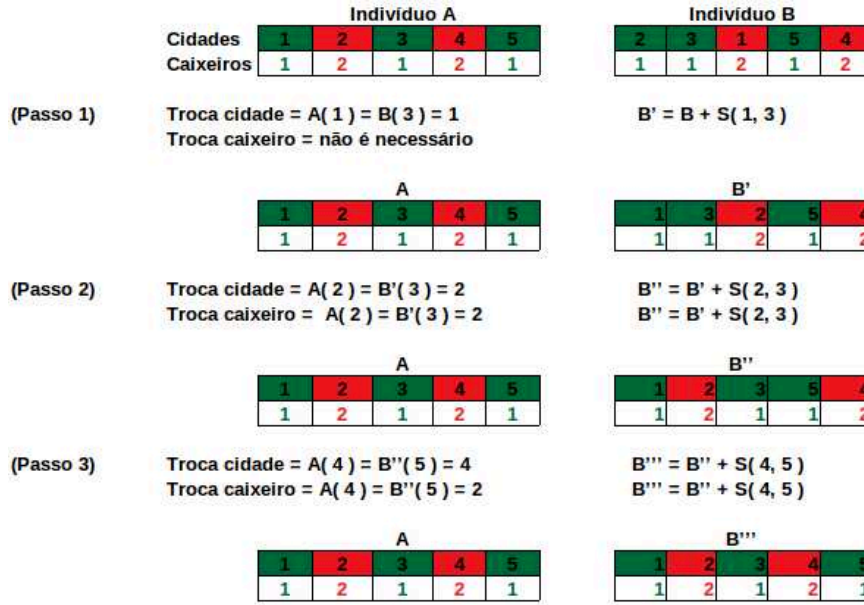 Indivíduo A Indivíduo B
Cidades 1 2 3 4 5 2 3 1 5 4
Caixeiros 1 2 1 2 1 1 1 2 1 2
(Passo 1) Troca cidade = A( 1 ) = B( 3 ) = 1 B' = B + S( 1, 3 )
Troca caixeiro = não é necessário
A B'
1 2 3 4 5 1 3 2 5 4
1 2 1 2 1 1 1 2 1 2
(Passo 2) Troca cidade = A( 2 ) = B'( 3 ) = 2 B'' = B' + S( 2, 3 )
Troca caixeiro = A( 2 ) = B'( 3 ) = 2 B'' = B' + S( 2, 3 )
A B''
1 2 3 4 5 1 2 3 5 4
1 2 1 2 1 1 2 1 1 2
(Passo 3) Troca cidade = A( 4 ) = B''( 5 ) = 4 B''' = B'' + S( 4, 5 )
Troca caixeiro = A( 4 ) = B''( 5 ) = 2 B''' = B'' + S( 4, 5 )
A B'''
1 2 3 4 5 1 2 3 4 5
1 2 1 2 1 1 2 1 2 1